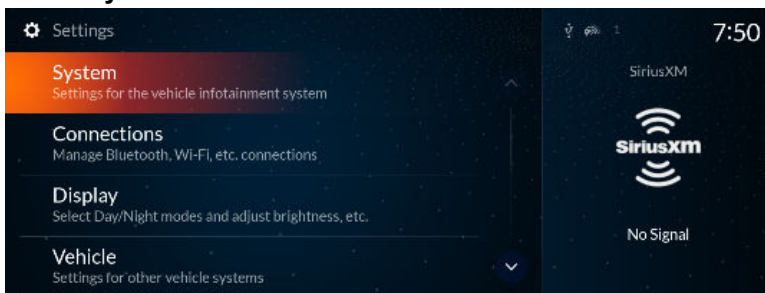 Settings
System
Settings for the vehicle infotainment system
Connections
Manage Bluetooth, Wi-Fi, etc. connections
Display
Select Day/Night modes and adjust brightness, etc.
Vehicle
Settings for other vehicle systems
1
7:50
SiriusXM
SiriusXm
No Signal